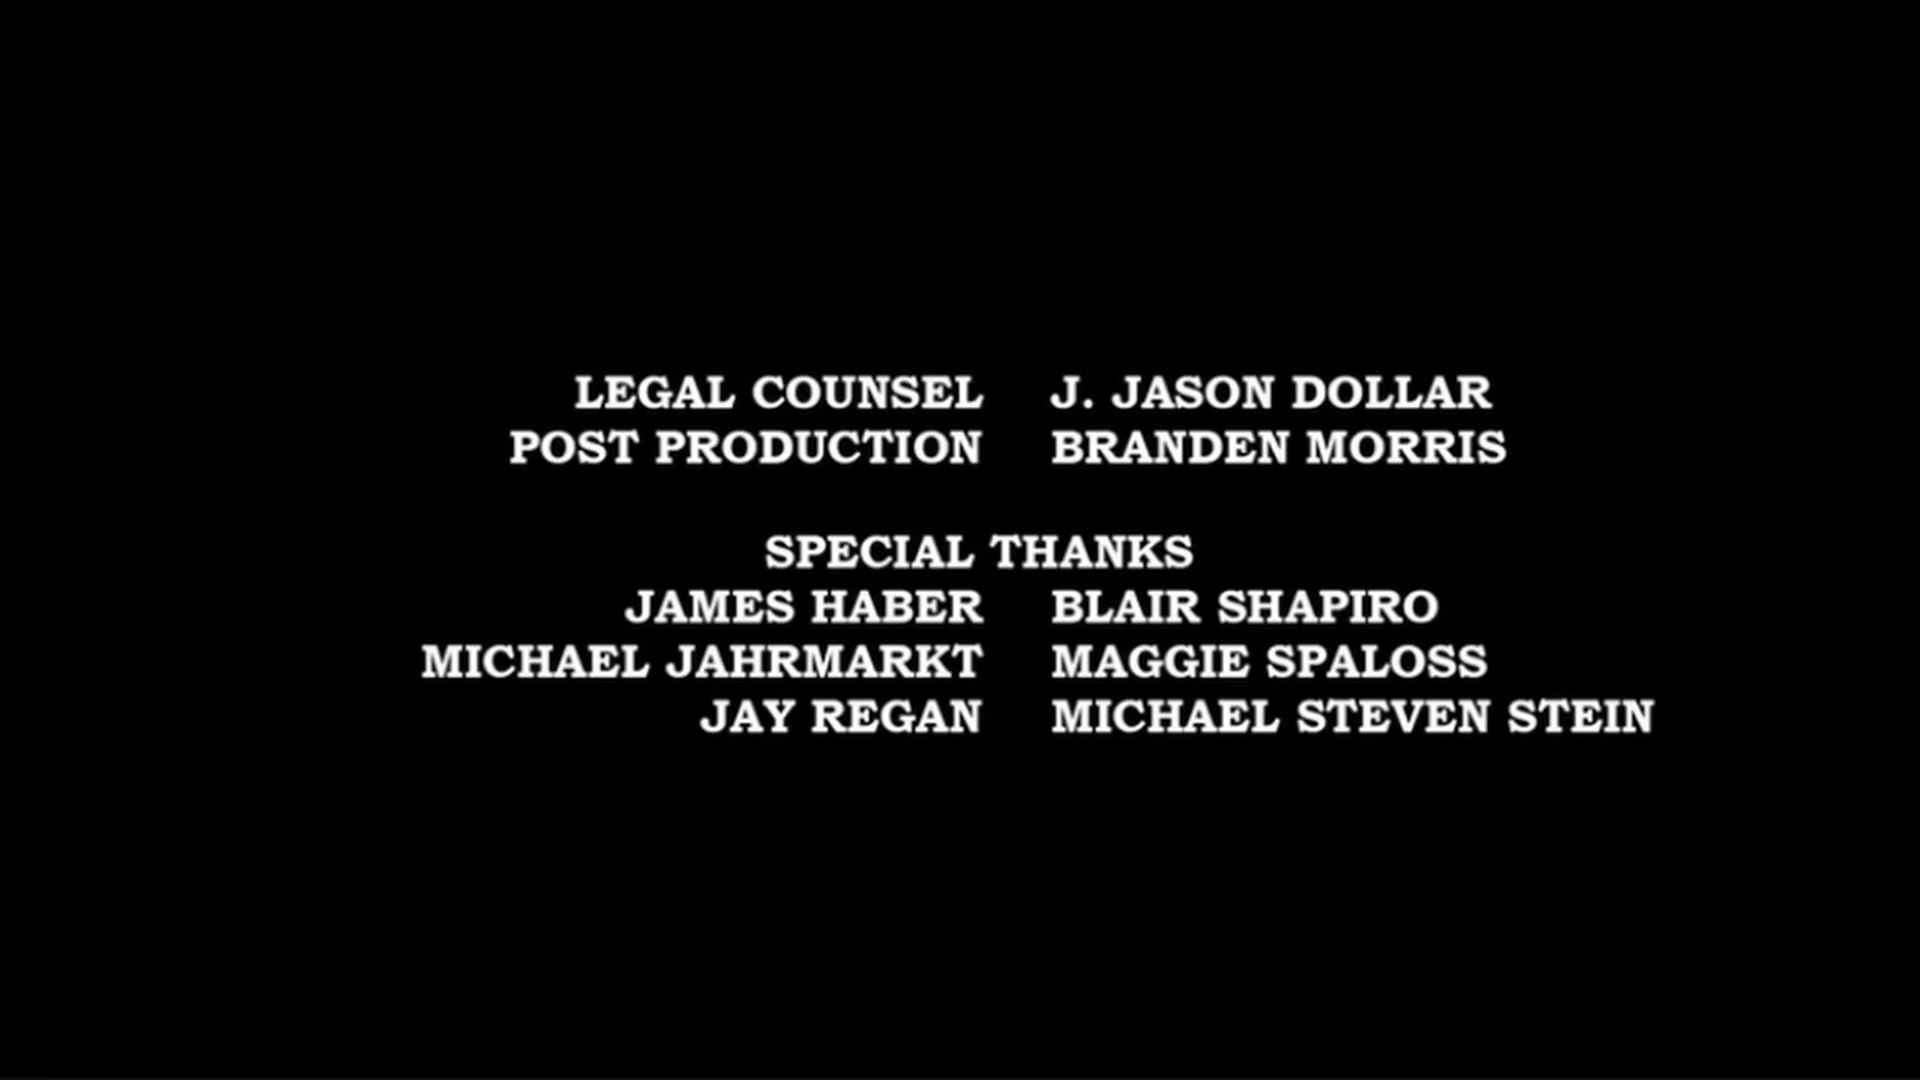 LEGAL COUNSEL J. JASON DOLLAR
POST PRODUCTION BRANDEN MORRIS
SPECIAL THANKS
JAMES HABER BLAIR SHAPIRO
MICHAEL JAHRMARKT MAGGIE SPALOSS
JAY REGAN MICHAEL STEVEN STEIN